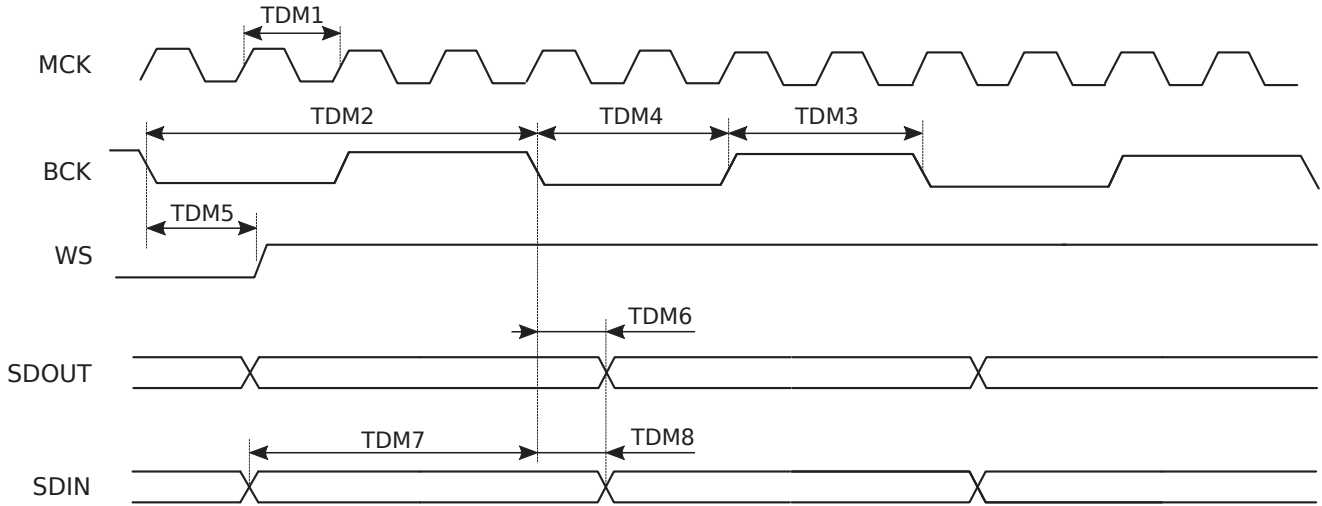 TDM1
MCK
TDM2 TDM4 TDM3
BCK
TDM5
WS
TDM6
SDOUT
TDM7 TDM8
SDIN